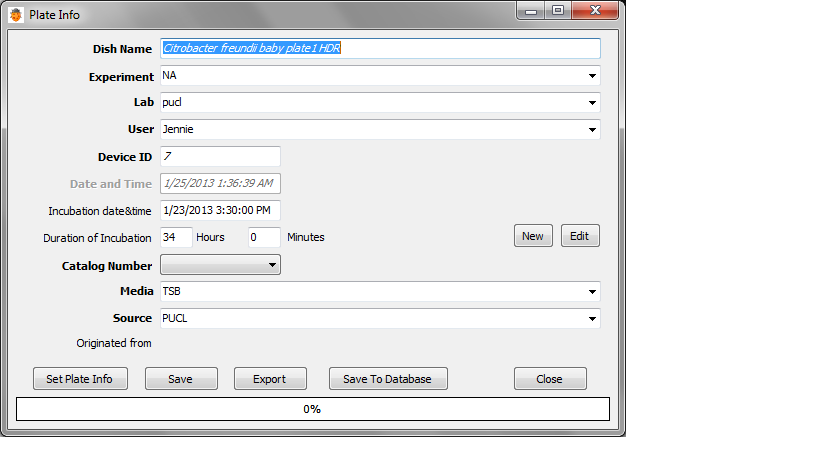 Plate Info
Dish Name Citrobacter freundii baby plate1 HDR
Experiment NA
Lab pucl
User Jennie
Device ID 7
Date and Time 1/25/2013 1:36:39 AM
Incubation date&time 1/23/2013 3:30:00 PM
Duration of Incubation 34 Hours 0 Minutes New Edit
Catalog Number
Media TSB
Source PUCL
Originated from
Set Plate Info Save Export Save To Database Close
0%